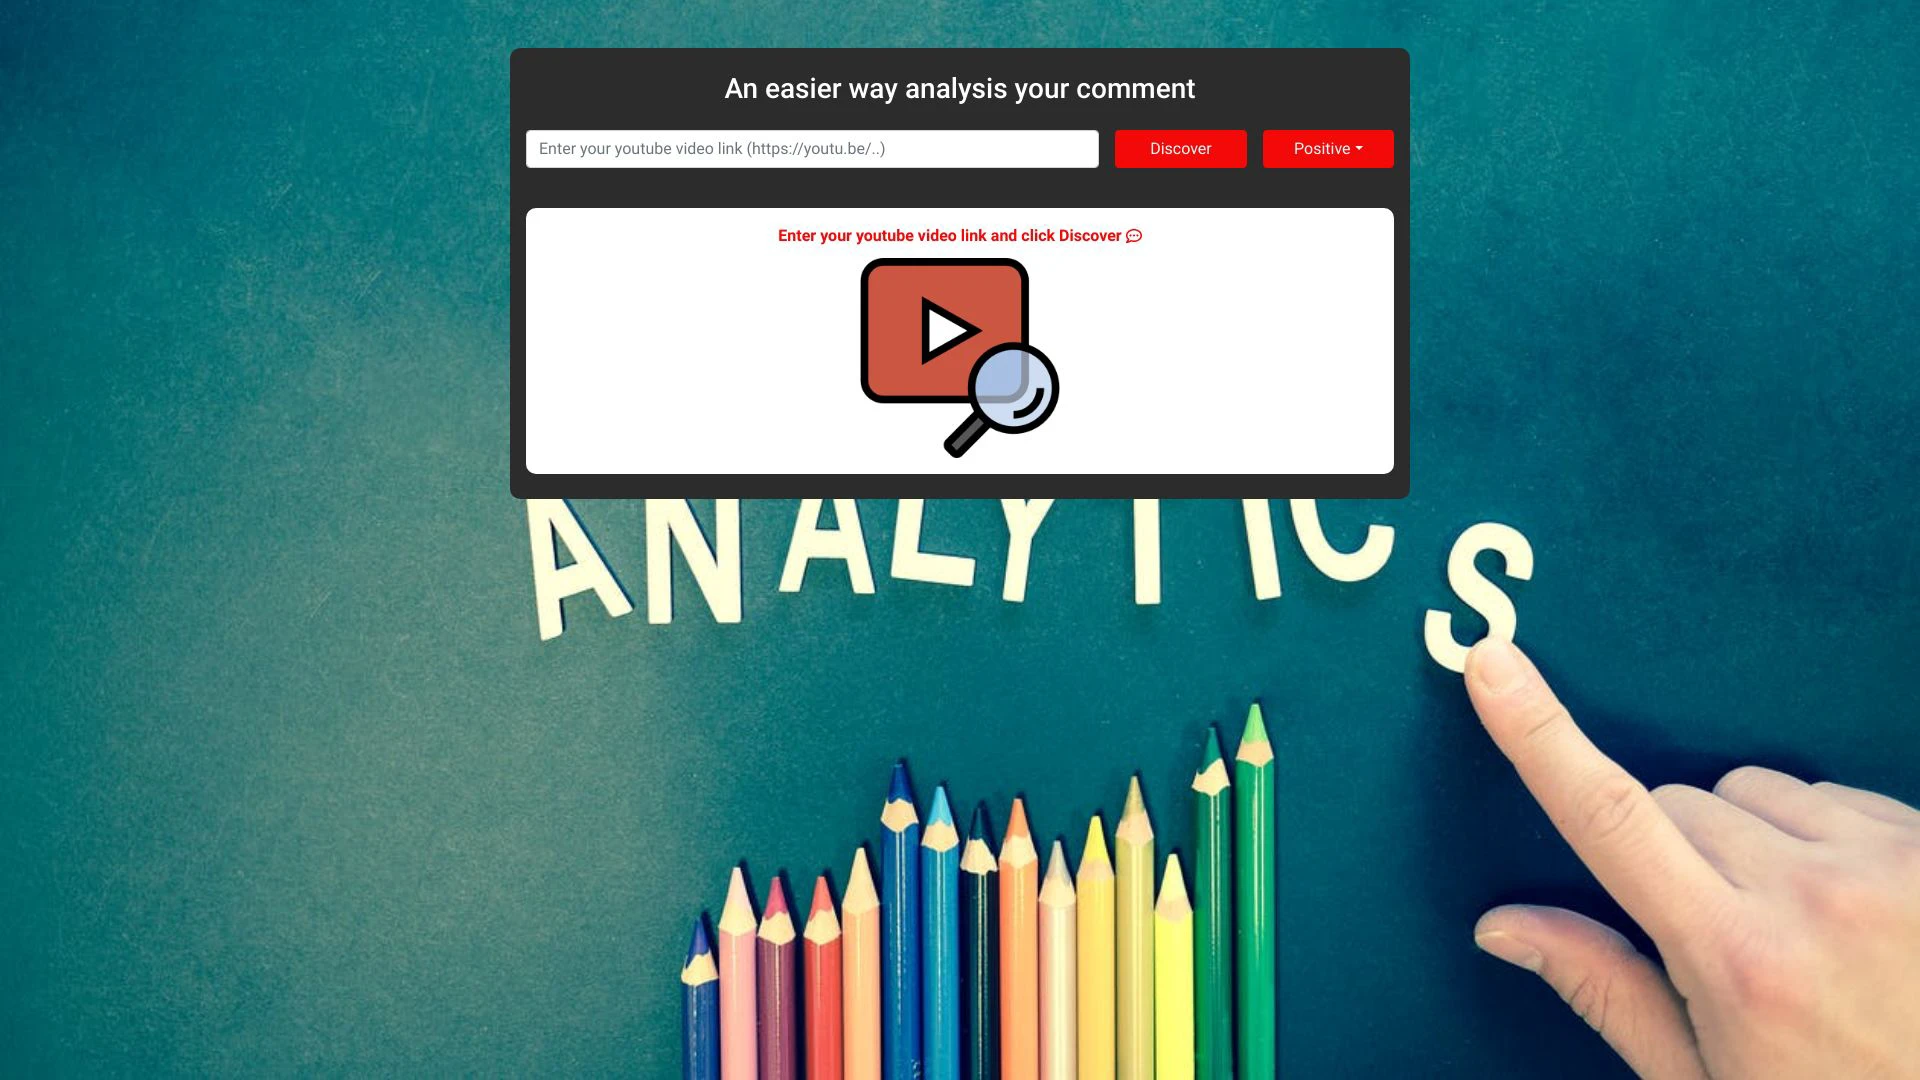 An easier way analysis your comment
Enter your youtube video link (https://youtu.be/..)
Discover
Positive
Enter your youtube video link and click Discover
ANALYTICS